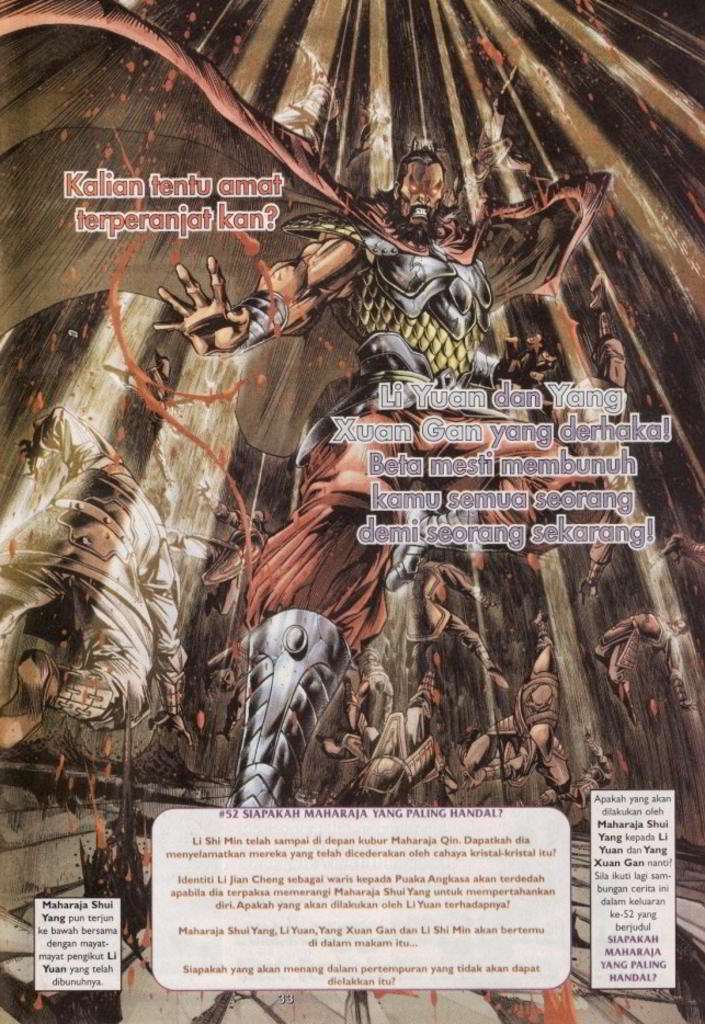 Kalian tentu amat
terperanjat kan?
Li Yuan dan Yang
Xuan Gan yang derhaka!
Beta mesti membunuh
kamu semua seorang
demi seorang sekarang!
Maharaja Shui
Yang pun terjun
ke bawah bersama
dengan mayat-
mayat pengikut Li
Yuan yang telah
dibunuhnya.
#52 SIAPAKAH MAHARAJA YANG PALING HANDAL?
Li Shi Min telah sampai di depan kubur Maharaja Qin. Dapatkah dia
menyelamatkan mereka yang telah dicederakan oleh cahaya kristal-kristal itu?
Identiti Li Jian Cheng sebagai waris kepada Puaka Angkasa akan terdedah
apabila dia terpaksa memerangi Maharaja Shui Yang untuk mempertahankan
diri. Apakah yang akan dilakukan oleh Li Yuan terhadapnya?
Maharaja Shui Yang, Li Yuan, Yang Xuan Gan dan Li Shi Min akan bertemu
di dalam makam itu...
Siapakah yang akan menang dalam pertempuran yang tidak akan dapat
dielakkan itu?
Apakah yang akan
dilakukan oleh
Maharaja Shui
Yang kepada Li
Yuan dan Yang
Xuan Gan nanti?
Sila ikuti lagi sam-
bungan cerita ini
dalam keluaran
ke-52 yang
berjudul
SIAPAKAH
MAHARAJA
YANG PALING
HANDAL?
33